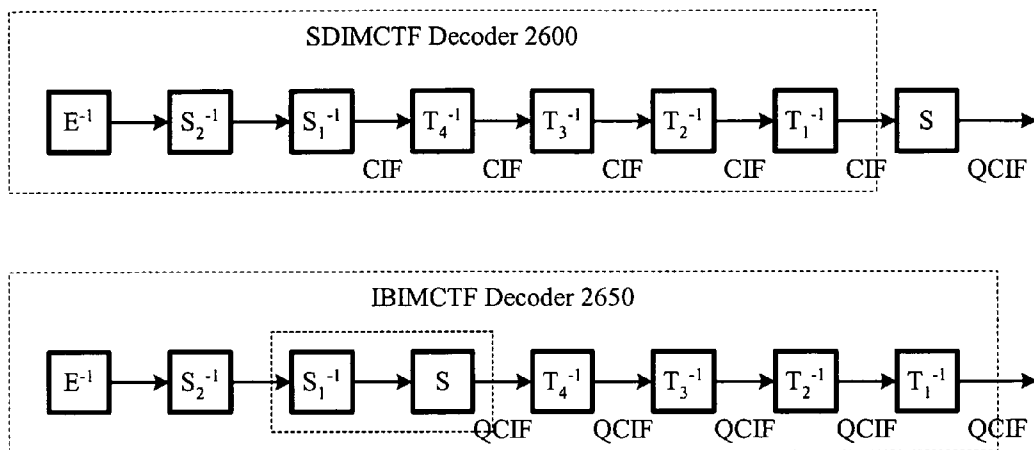 SDIMCTF Decoder 2600
E⁻¹ S₂⁻¹ S₁⁻¹ T₄⁻¹ T₃⁻¹ T₂⁻¹ T₁⁻¹ S
CIF CIF CIF CIF CIF QCIF
IBIMCTF Decoder 2650
E⁻¹ S₂⁻¹ S₁⁻¹ S T₄⁻¹ T₃⁻¹ T₂⁻¹ T₁⁻¹
QCIF QCIF QCIF QCIF QCIF